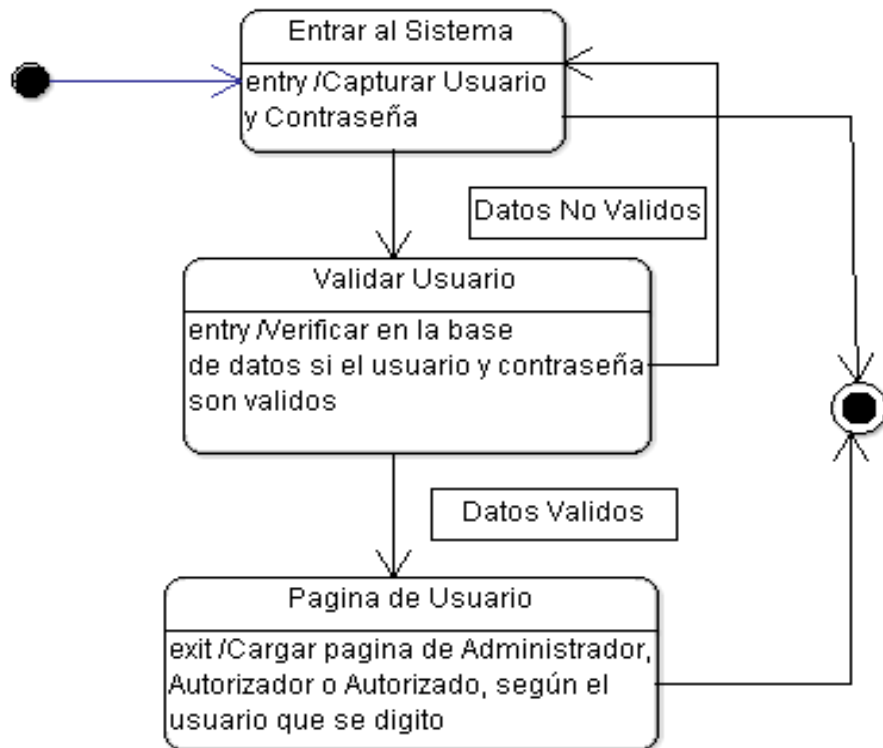 Entrar al Sistema
entry /Capturar Usuario
y Contraseña
Datos No Validos
Validar Usuario
entry /Verificar en la base
de datos si el usuario y contraseña
son validos
Datos Validos
Pagina de Usuario
exit /Cargar pagina de Administrador,
Autorizador o Autorizado, según el
usuario que se digito